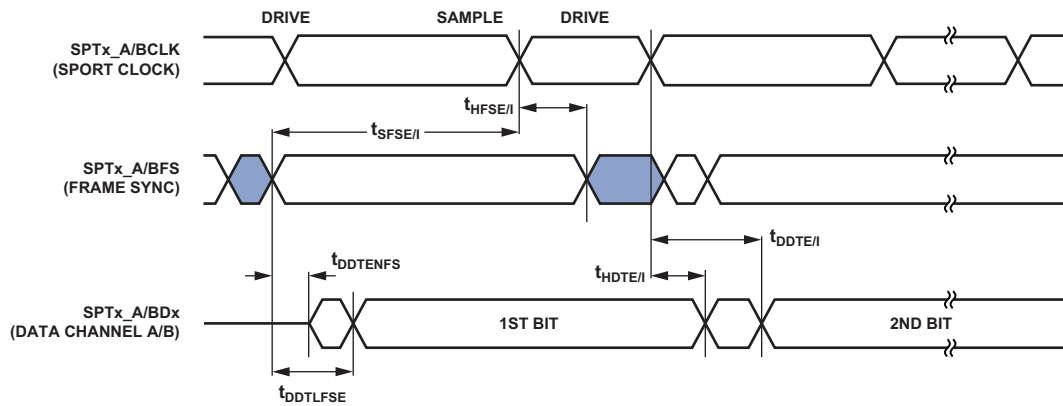 DRIVE SAMPLE DRIVE
SPTx_A/BCLK
(SPORT CLOCK)
tHFSE/I
tSFSE/I
SPTx_A/BFS
(FRAME SYNC)
tDDTE/I
tDDTENFS
tHDTE/I
SPTx_A/BDx
(DATA CHANNEL A/B)
1ST BIT 2ND BIT
tDDTLFSE